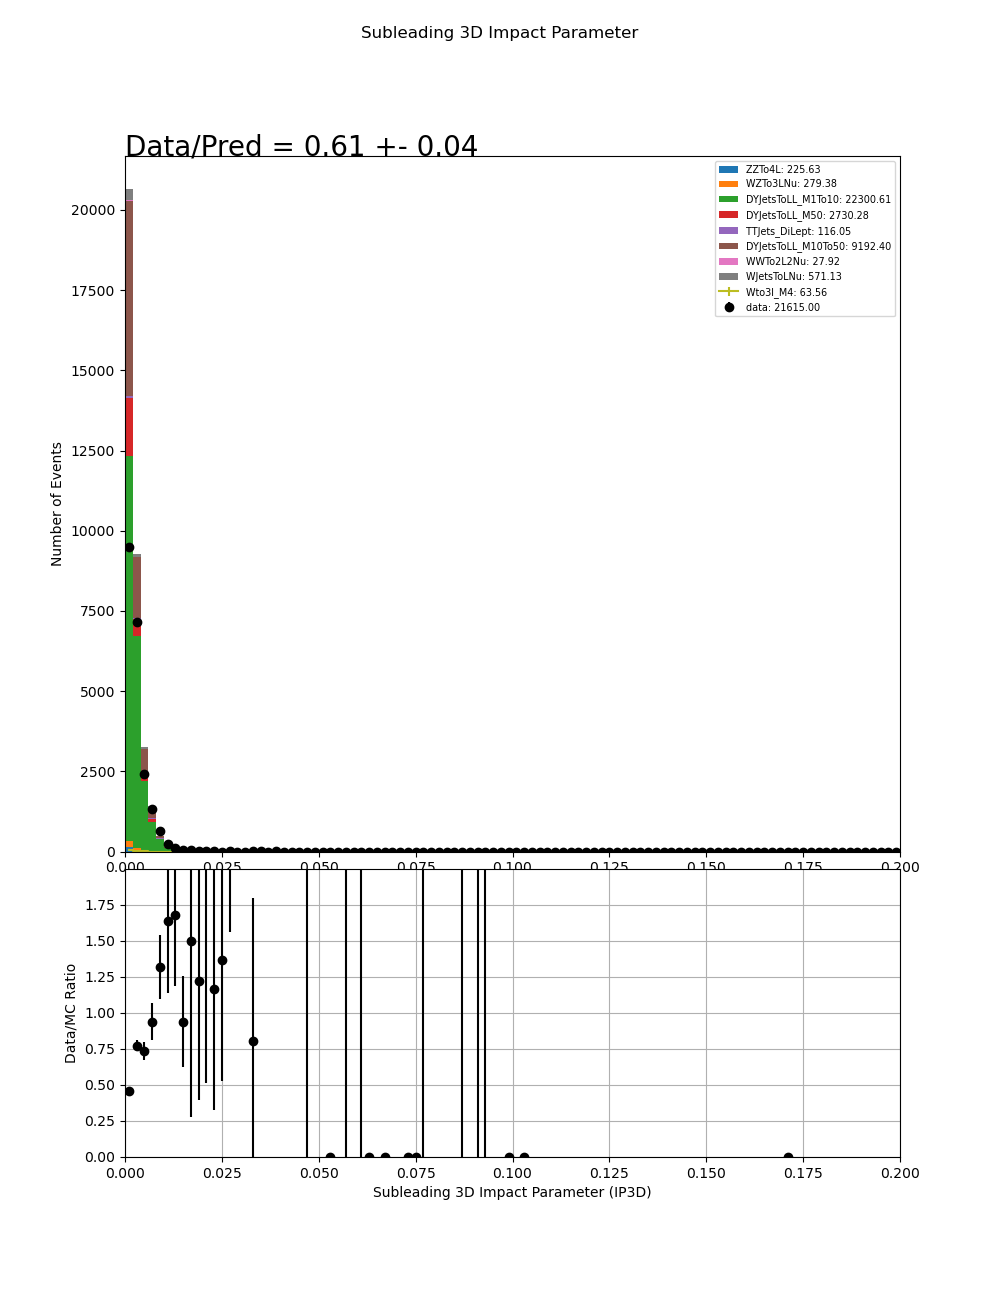 Subleading 3D Impact Parameter
Data/Pred = 0.61 +- 0.04
ZZTo4L: 225.63
WZTo3LNu: 279.38
DYJetsToLL_M1To10: 22300.61
DYJetsToLL_M50: 2730.28
TTJets_DiLept: 116.05
DYJetsToLL_M10To50: 9192.40
WWTo2L2Nu: 27.92
WJetsToLNu: 571.13
Wto3l_M4: 63.56
data: 21615.00
20000
17500
15000
12500
10000
7500
5000
2500
0
Number of Events
0.000 0.025 0.050 0.075 0.100 0.125 0.150 0.175 0.200
1.75
1.50
1.25
1.00
0.75
0.50
0.25
0.00
Data/MC Ratio
0.000 0.025 0.050 0.075 0.100 0.125 0.150 0.175 0.200
Subleading 3D Impact Parameter (IP3D)